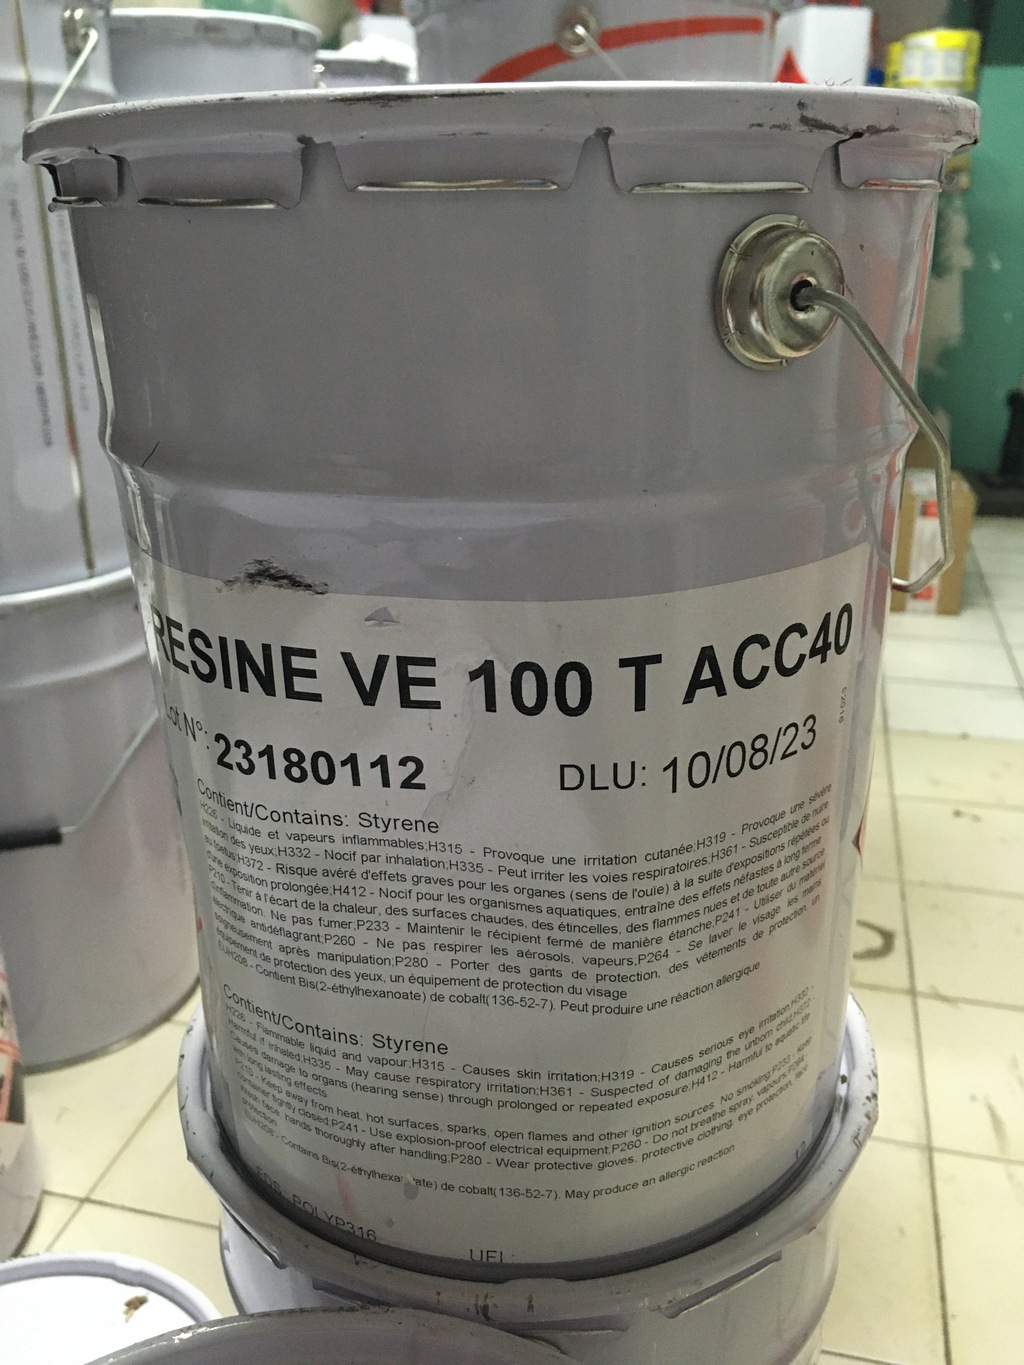 RESINE VE 100 T ACC40
Lot N°: 23180112 DLU: 10/08/23
E2016
Contient/Contains: Styrene
H226 - Liquide et vapeurs inflammables;H315 - Provoque une irritation cutanée;H319 - Provoque une sévère
irritation des yeux;H332 - Nocif par inhalation;H335 - Peut irriter les voies respiratoires;H361 - Susceptible de nuire
au foetus;H372 - Risque avéré d'effets graves pour les organes (sens de l'ouïe) à la suite d'expositions répétées ou
d'une exposition prolongée;H412 - Nocif pour les organismes aquatiques, entraîne des effets néfastes à long terme
P210 - Tenir à l'écart de la chaleur, des surfaces chaudes, des étincelles, des flammes nues et de toute autre source
d'inflammation. Ne pas fumer;P233 - Maintenir le récipient fermé de manière étanche;P241 - Utiliser du matériel
électrique antidéflagrant;P260 - Ne pas respirer les aérosols, vapeurs,P264 - Se laver le visage, les mains
soigneusement après manipulation;P280 - Porter des gants de protection, des vêtements de protection, un
équipement de protection des yeux, un équipement de protection du visage
EUH208 - Contient Bis(2-éthylhexanoate) de cobalt(136-52-7). Peut produire une réaction allergique
Contient/Contains: Styrene
H226 - Flammable liquid and vapour;H315 - Causes skin irritation;H319 - Causes serious eye irritation;H332 -
Harmful if inhaled;H335 - May cause respiratory irritation;H361 - Suspected of damaging the unborn child;H372 -
Causes damage to organs (hearing sense) through prolonged or repeated exposure,H412 - Harmful to aquatic life
with long lasting effects
P210 - Keep away from heat, hot surfaces, sparks, open flames and other ignition sources. No smoking;P233 - Keep
container tightly closed;P241 - Use explosion-proof electrical equipment;P260 - Do not breathe spray, vapours,P264 -
Wash face, hands thoroughly after handling;P280 - Wear protective gloves, protective clothing, eye protection, face
protection
EUH208 - Contains Bis(2-éthylhexanoate) de cobalt(136-52-7). May produce an allergic reaction
FDS : POLYP316
UFI :